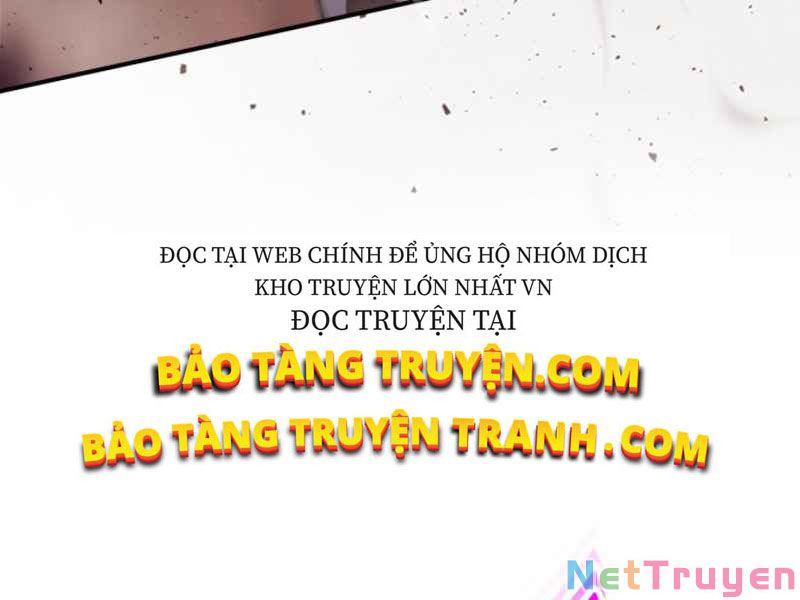 ĐỌC TẠI WEB CHÍNH ĐỂ ỦNG HỘ NHÓM DỊCH
KHO TRUYỆN LỚN NHẤT VN
ĐỌC TRUYỆN TẠI
BẢO TÀNG TRUYỆN.COM
BẢO TÀNG TRUYỆN TRANH.COM
NetTruyen